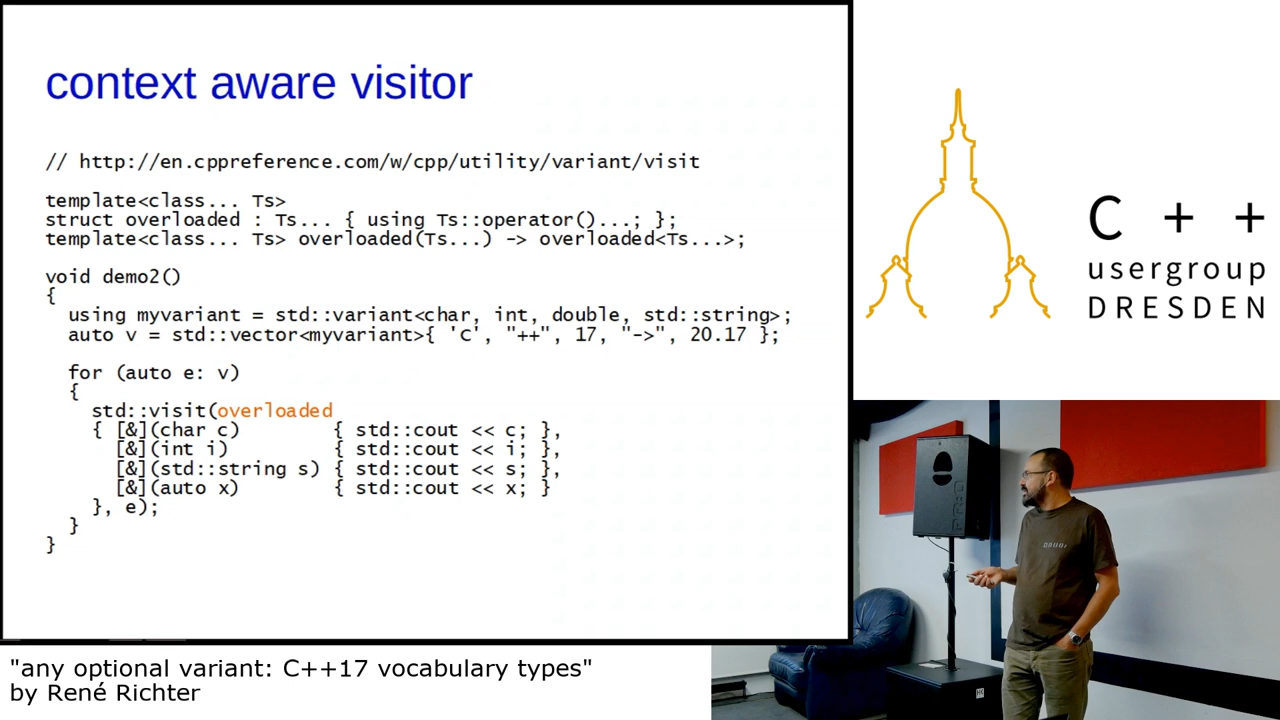 context aware visitor
// http://en.cppreference.com/w/cpp/utility/variant/visit
template<class... Ts>
struct overloaded : Ts... { using Ts::operator()...; };
template<class... Ts> overloaded(Ts...) -> overloaded<Ts...>;
void demo2()
{
  using myvariant = std::variant<char, int, double, std::string>;
  auto v = std::vector<myvariant>{ 'C', "++", 17, "->", 20.17 };
  for (auto e: v)
  {
    std::visit(overloaded
    { [&](char c)        { std::cout << c; },
      [&](int i)         { std::cout << i; },
      [&](std::string s) { std::cout << s; },
      [&](auto x)        { std::cout << x; }
    }, e);
  }
}
C + +
usergroup
DRESDEN
"any optional variant: C++17 vocabulary types"
by René Richter